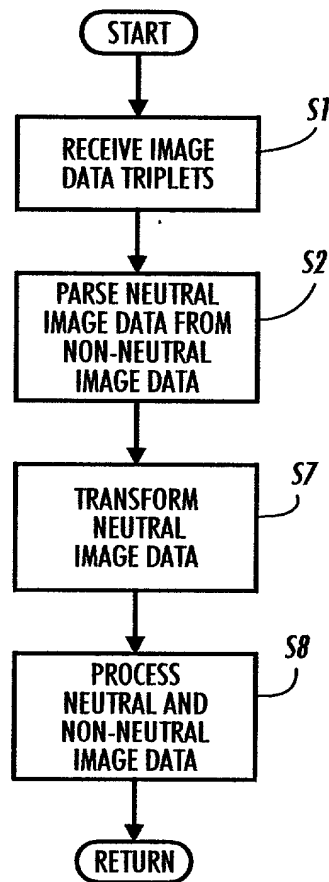 START
S1
RECEIVE IMAGE
DATA TRIPLETS
S2
PARSE NEUTRAL
IMAGE DATA FROM
NON-NEUTRAL
IMAGE DATA
S7
TRANSFORM
NEUTRAL
IMAGE DATA
S8
PROCESS
NEUTRAL AND
NON-NEUTRAL
IMAGE DATA
RETURN